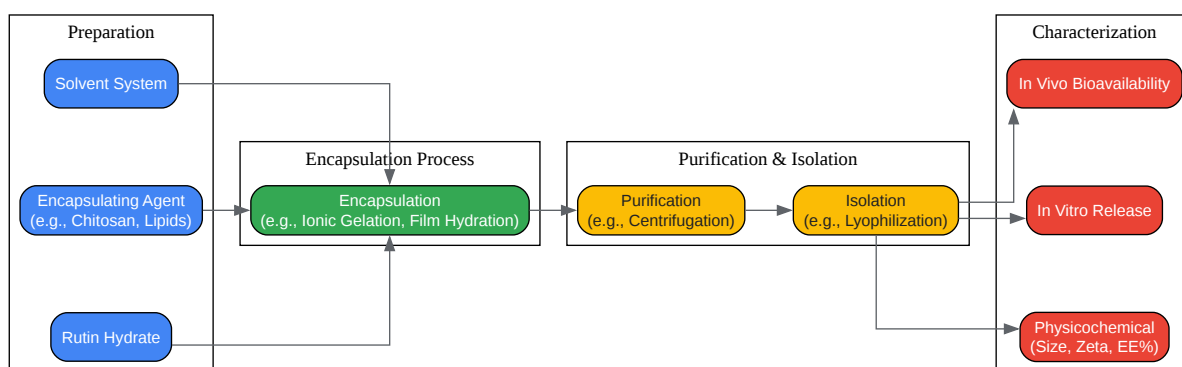 Preparation
Solvent System
Encapsulating Agent
(e.g., Chitosan, Lipids)
Rutin Hydrate
Encapsulation Process
Encapsulation
(e.g., Ionic Gelation, Film Hydration)
Purification & Isolation
Purification
(e.g., Centrifugation)
Isolation
(e.g., Lyophilization)
Characterization
In Vivo Bioavailability
In Vitro Release
Physicochemical
(Size, Zeta, EE%)